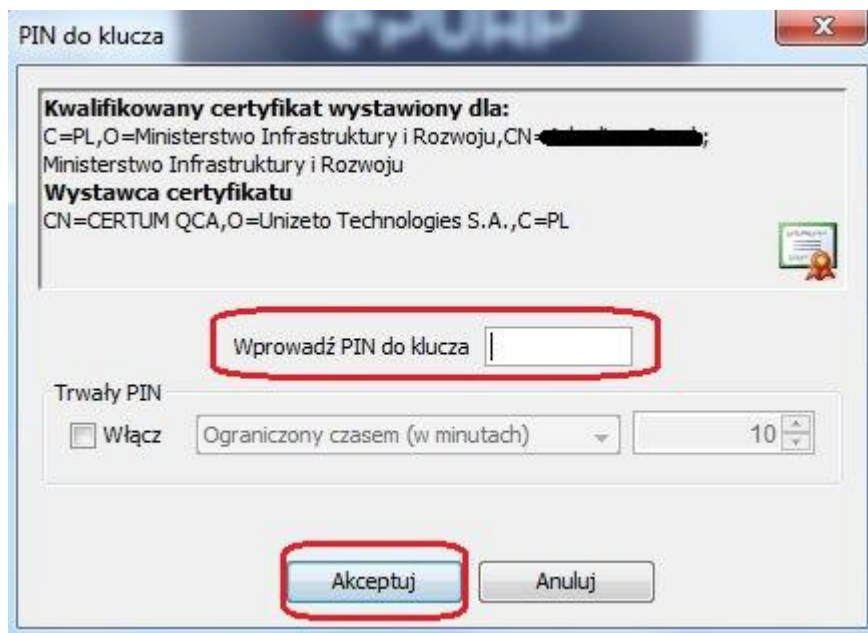 PIN do klucza
ePUAP
Kwalifikowany certyfikat wystawiony dla:
C=PL,O=Ministerstwo Infrastruktury i Rozwoju,CN=
Ministerstwo Infrastruktury i Rozwoju
Wystawca certyfikatu
CN=CERTUM QCA,O=Unizeto Technologies S.A.,C=PL
Wprowadź PIN do klucza
Trwały PIN
Włącz Ograniczony czasem (w minutach) 10
Akceptuj Anuluj